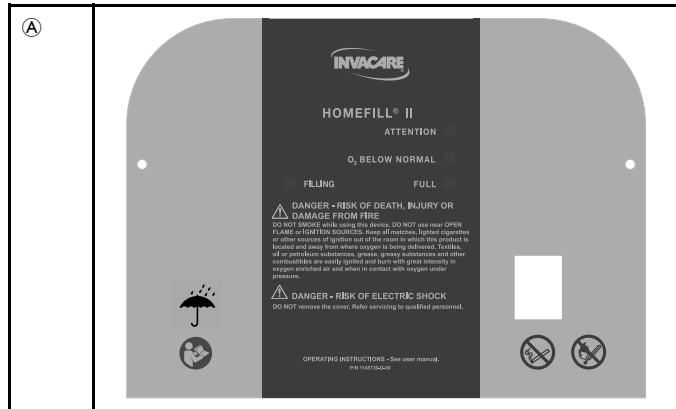 Ⓐ
INVACARE
HOMEFILL® II
ATTENTION
O₂ BELOW NORMAL
FILLING FULL
DANGER - RISK OF DEATH, INJURY OR
DAMAGE FROM FIRE
DO NOT SMOKE while using this device. DO NOT use near OPEN
FLAME or IGNITION SOURCES. Keep all matches, lighted cigarettes
or other sources of ignition out of the room in which this product is
located and away from where oxygen is being delivered. Textiles,
oil or petroleum substances, grease, greasy substances and other
combustibles are easily ignited and burn with great intensity in
oxygen enriched air and when in contact with oxygen under
pressure.
DANGER - RISK OF ELECTRIC SHOCK
DO NOT remove the cover. Refer servicing to qualified personnel.
OPERATING INSTRUCTIONS - See user manual.